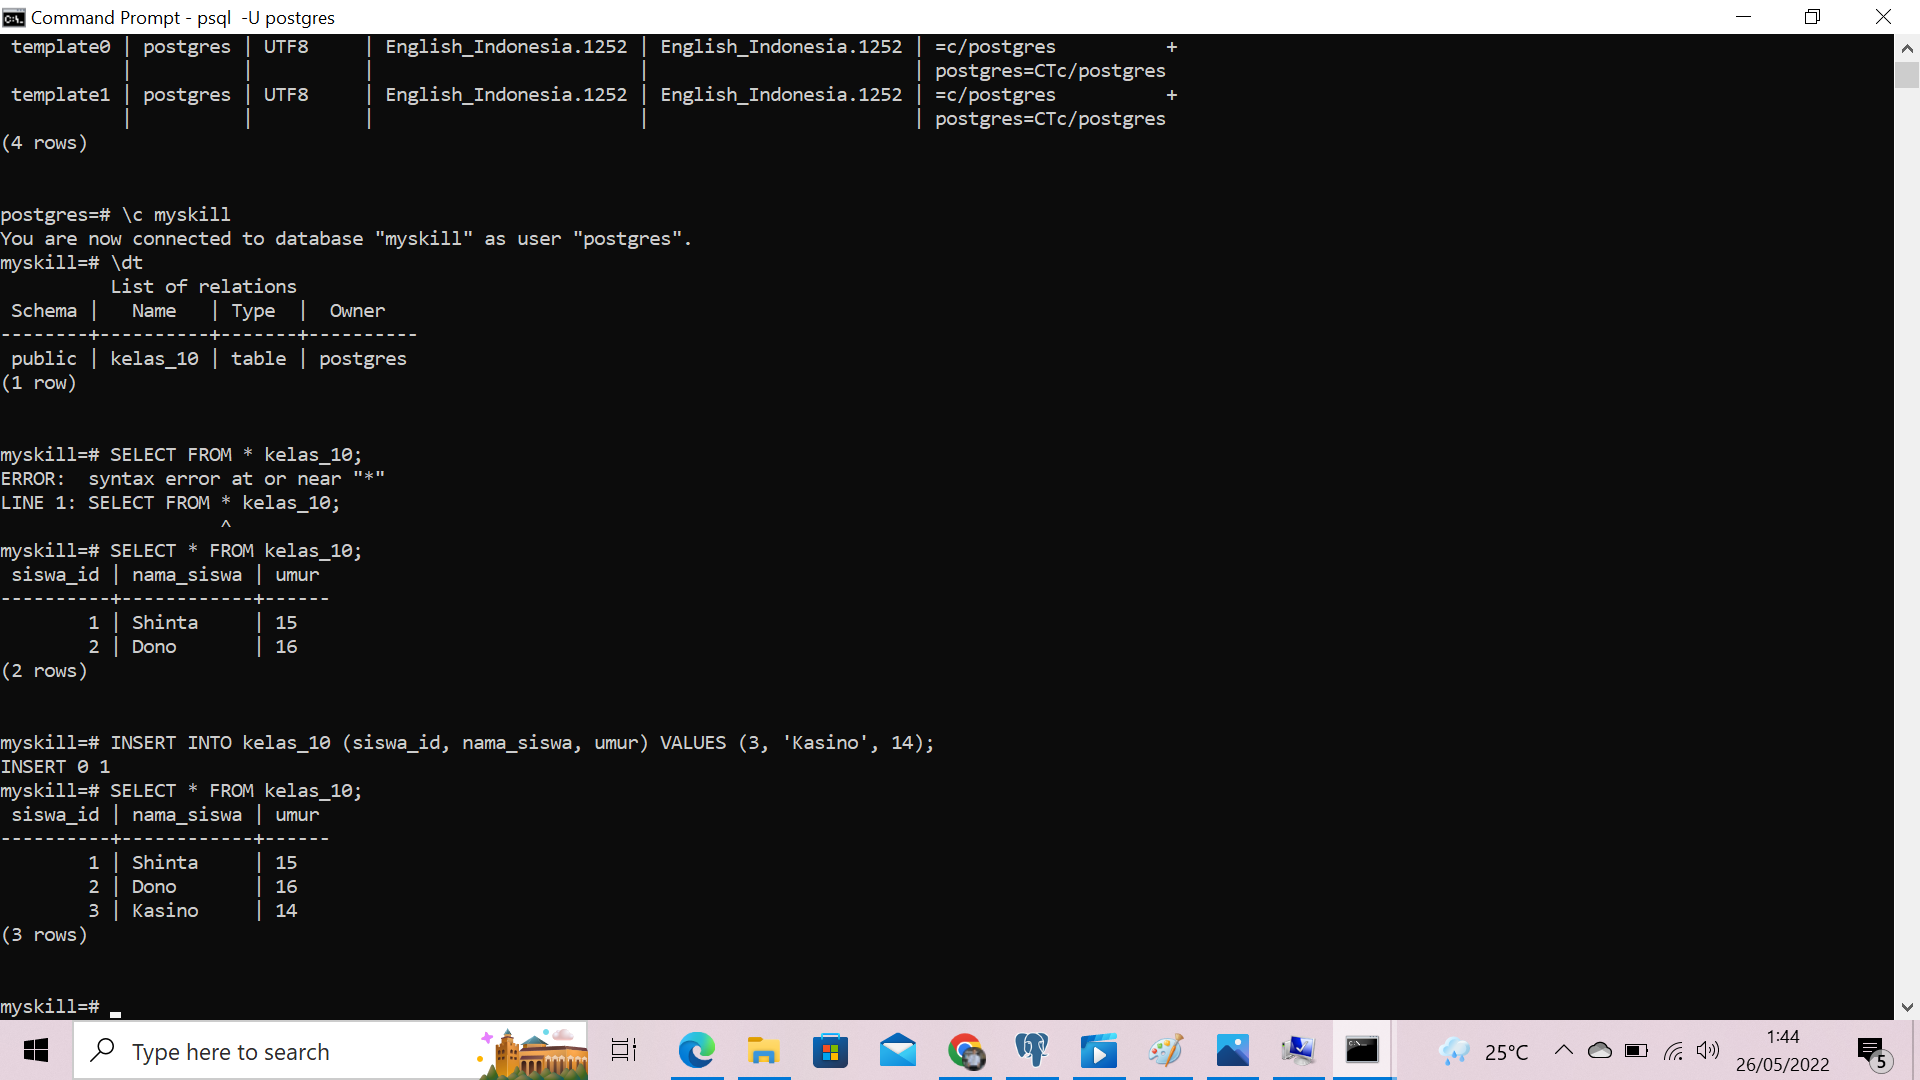 Command Prompt - psql  -U postgres
 template0 | postgres | UTF8     | English_Indonesia.1252 | English_Indonesia.1252 | =c/postgres          +
           |          |          |                        |                        | postgres=CTc/postgres
 template1 | postgres | UTF8     | English_Indonesia.1252 | English_Indonesia.1252 | =c/postgres          +
           |          |          |                        |                        | postgres=CTc/postgres
(4 rows)
postgres=# \c myskill
You are now connected to database "myskill" as user "postgres".
myskill=# \dt
          List of relations
 Schema |   Name   | Type  |  Owner
--------+----------+-------+----------
 public | kelas_10 | table | postgres
(1 row)
myskill=# SELECT FROM * kelas_10;
ERROR:  syntax error at or near "*"
LINE 1: SELECT FROM * kelas_10;
                    ^
myskill=# SELECT * FROM kelas_10;
 siswa_id | nama_siswa | umur
----------+------------+------
        1 | Shinta     | 15
        2 | Dono       | 16
(2 rows)
myskill=# INSERT INTO kelas_10 (siswa_id, nama_siswa, umur) VALUES (3, 'Kasino', 14);
INSERT 0 1
myskill=# SELECT * FROM kelas_10;
 siswa_id | nama_siswa | umur
----------+------------+------
        1 | Shinta     | 15
        2 | Dono       | 16
        3 | Kasino     | 14
(3 rows)
myskill=# _
Type here to search
25°C
1:44
26/05/2022
5